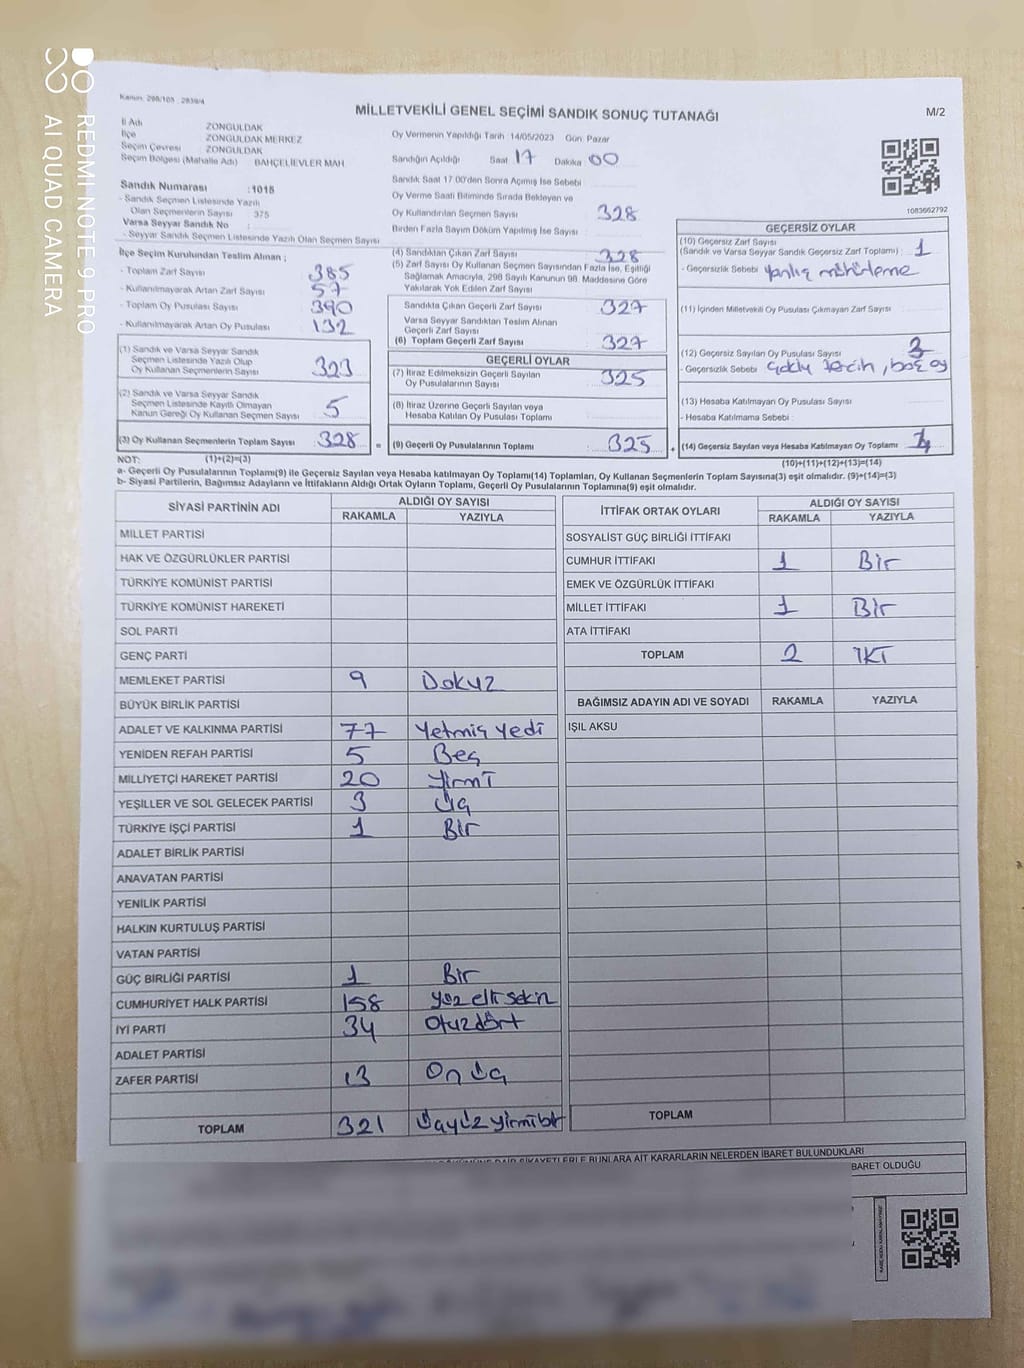 REDMI NOTE 9 PRO
AI QUAD CAMERA
Kanun: 298/103 : 2839/4
MİLLETVEKİLİ GENEL SEÇİMİ SANDIK SONUÇ TUTANAĞI
M/2
İl Adı ZONGULDAK
İlçe ZONGULDAK MERKEZ
Seçim Çevresi ZONGULDAK
Seçim Bölgesi (Mahalle Adı) BAHÇELİEVLER MAH.
Sandık Numarası :1015
- Sandık Seçmen Listesinde Yazılı
Olan Seçmenlerin Sayısı 375
Varsa Seyyar Sandık No :
- Seyyar Sandık Seçmen Listesinde Yazılı Olan Seçmen Sayısı
İlçe Seçim Kurulundan Teslim Alınan ;
- Toplam Zarf Sayısı 385
- Kullanılmayarak Artan Zarf Sayısı 57
- Toplam Oy Pusulası Sayısı 390
- Kullanılmayarak Artan Oy Pusulası 132
(1) Sandık ve Varsa Seyyar Sandık
Seçmen Listesinde Yazılı Olup
Oy Kullanan Seçmenlerin Sayısı 323
(2) Sandık ve Varsa Seyyar Sandık
Seçmen Listesinde Kayıtlı Olmayan
Kanun Gereği Oy Kullanan Seçmen Sayısı 5
(3) Oy Kullanan Seçmenlerin Toplam Sayısı 328
Oy Vermenin Yapıldığı Tarih :14/05/2023 Gün: Pazar
Sandığın Açıldığı Saat 17 Dakika 00
Sandık Saat 17:00'den Sonra Açılmış İse Sebebi
Oy Verme Saati Bitiminde Sırada Bekleyen ve
Oy Kullandırılan Seçmen Sayısı 328
Birden Fazla Sayım Döküm Yapılmış İse Sayısı :
(4) Sandıktan Çıkan Zarf Sayısı 328
(5) Zarf Sayısı Oy Kullanan Seçmen Sayısından Fazla İse, Eşitliği
Sağlamak Amacıyla, 298 Sayılı Kanunun 98. Maddesine Göre
Yakılarak Yok Edilen Zarf Sayısı
Sandıkta Çıkan Geçerli Zarf Sayısı 327
Varsa Seyyar Sandıktan Teslim Alınan
Geçerli Zarf Sayısı
(6) Toplam Geçerli Zarf Sayısı 327
GEÇERLİ OYLAR
(7) İtiraz Edilmeksizin Geçerli Sayılan
Oy Pusulalarının Sayısı 325
(8) İtiraz Üzerine Geçerli Sayılan veya
Hesaba Katılan Oy Pusulası Toplamı
= (9) Geçerli Oy Pusulalarının Toplamı 325 +
1083662792
GEÇERSİZ OYLAR
(10) Geçersiz Zarf Sayısı
(Sandık ve Varsa Seyyar Sandık Geçersiz Zarf Toplamı) : 1
- Geçersizlik Sebebi yanlış mühürleme
(11) İçinden Milletvekili Oy Pusulası Çıkmayan Zarf Sayısı
(12) Geçersiz Sayılan Oy Pusulası Sayısı
- Geçersizlik Sebebi çoklu tercih, boş oy
(13) Hesaba Katılmayan Oy Pusulası Sayısı
- Hesaba Katılmama Sebebi :
(14) Geçersiz Sayılan veya Hesaba Katılmayan Oy Toplamı
NOT: (1)+(2)=(3)
(10)+(11)+(12)+(13)=(14)
a- Geçerli Oy Pusulalarının Toplamı(9) ile Geçersiz Sayılan veya Hesaba katılmayan Oy Toplamı(14) Toplamları, Oy Kullanan Seçmenlerin Toplam Sayısına(3) eşit olmalıdır. (9)+(14)=(3)
b- Siyasi Partilerin, Bağımsız Adayların ve İttifakların Aldığı Ortak Oyların Toplamı, Geçerli Oy Pusulalarının Toplamına(9) eşit olmalıdır.
SİYASİ PARTİNİN ADI ALDIĞI OY SAYISI
RAKAMLA YAZIYLA
MİLLET PARTİSİ
HAK VE ÖZGÜRLÜKLER PARTİSİ
TÜRKİYE KOMÜNİST PARTİSİ
TÜRKİYE KOMÜNİST HAREKETİ
SOL PARTİ
GENÇ PARTİ
MEMLEKET PARTİSİ 9 Dokuz
BÜYÜK BİRLİK PARTİSİ
ADALET VE KALKINMA PARTİSİ 77 Yetmiş yedi
YENİDEN REFAH PARTİSİ 5 Beş
MİLLİYETÇİ HAREKET PARTİSİ 20 Yirmi
YEŞİLLER VE SOL GELECEK PARTİSİ 3 Üç
TÜRKİYE İŞÇİ PARTİSİ 1 Bir
ADALET BİRLİK PARTİSİ
ANAVATAN PARTİSİ
YENİLİK PARTİSİ
HALKIN KURTULUŞ PARTİSİ
VATAN PARTİSİ
GÜÇ BİRLİĞİ PARTİSİ 1 Bir
CUMHURİYET HALK PARTİSİ 158 yüz elli sekiz
İYİ PARTİ 34 Otuzdört
ADALET PARTİSİ
ZAFER PARTİSİ 13 On Üç
TOPLAM 321 Üçyüz yirmibir
İTTİFAK ORTAK OYLARI ALDIĞI OY SAYISI
RAKAMLA YAZIYLA
SOSYALİST GÜÇ BİRLİĞİ İTTİFAKI
CUMHUR İTTİFAKI 1 Bir
EMEK VE ÖZGÜRLÜK İTTİFAKI
MİLLET İTTİFAKI 1 Bir
ATA İTTİFAKI
TOPLAM 2 İKİ
BAĞIMSIZ ADAYIN ADI VE SOYADI RAKAMLA YAZIYLA
IŞIL AKSU
TOPLAM
ŞİKAYETLERLE BUNLARA AİT KARARLARIN NELERDEN İBARET BULUNDUKLARI
BARET OLDUĞU